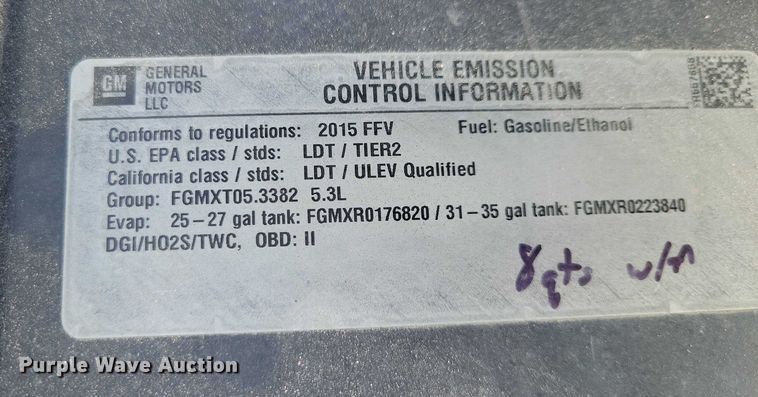 GM
GENERAL
MOTORS
LLC
VEHICLE EMISSION
CONTROL INFORMATION
Conforms to regulations: 2015 FFV Fuel: Gasoline/Ethanol
U.S. EPA class / stds: LDT / TIER2
California class / stds: LDT / ULEV Qualified
Group: FGMXT05.3382 5.3L
Evap: 25-27 gal tank: FGMXR0176820 / 31-35 gal tank: FGMXR0223840
DGI/HO2S/TWC, OBD: II
8 qts
Purple Wave Auction